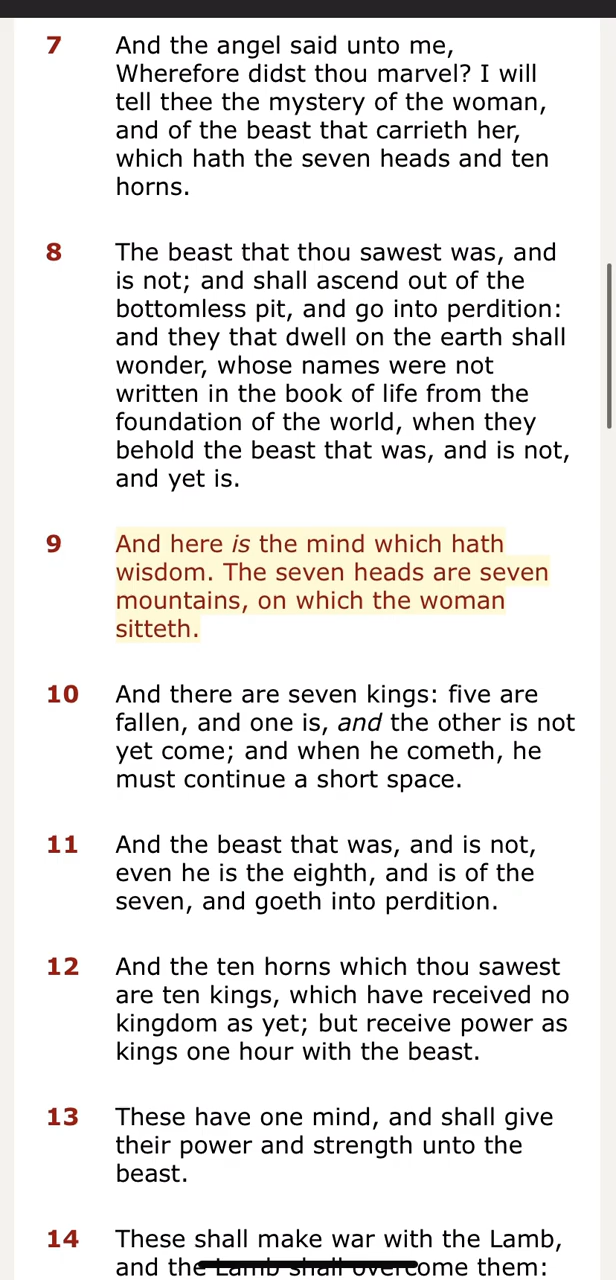 7 And the angel said unto me,
Wherefore didst thou marvel? I will
tell thee the mystery of the woman,
and of the beast that carrieth her,
which hath the seven heads and ten
horns.
8 The beast that thou sawest was, and
is not; and shall ascend out of the
bottomless pit, and go into perdition:
and they that dwell on the earth shall
wonder, whose names were not
written in the book of life from the
foundation of the world, when they
behold the beast that was, and is not,
and yet is.
9 And here is the mind which hath
wisdom. The seven heads are seven
mountains, on which the woman
sitteth.
10 And there are seven kings: five are
fallen, and one is, and the other is not
yet come; and when he cometh, he
must continue a short space.
11 And the beast that was, and is not,
even he is the eighth, and is of the
seven, and goeth into perdition.
12 And the ten horns which thou sawest
are ten kings, which have received no
kingdom as yet; but receive power as
kings one hour with the beast.
13 These have one mind, and shall give
their power and strength unto the
beast.
14 These shall make war with the Lamb,
and the Lamb shall overcome them: